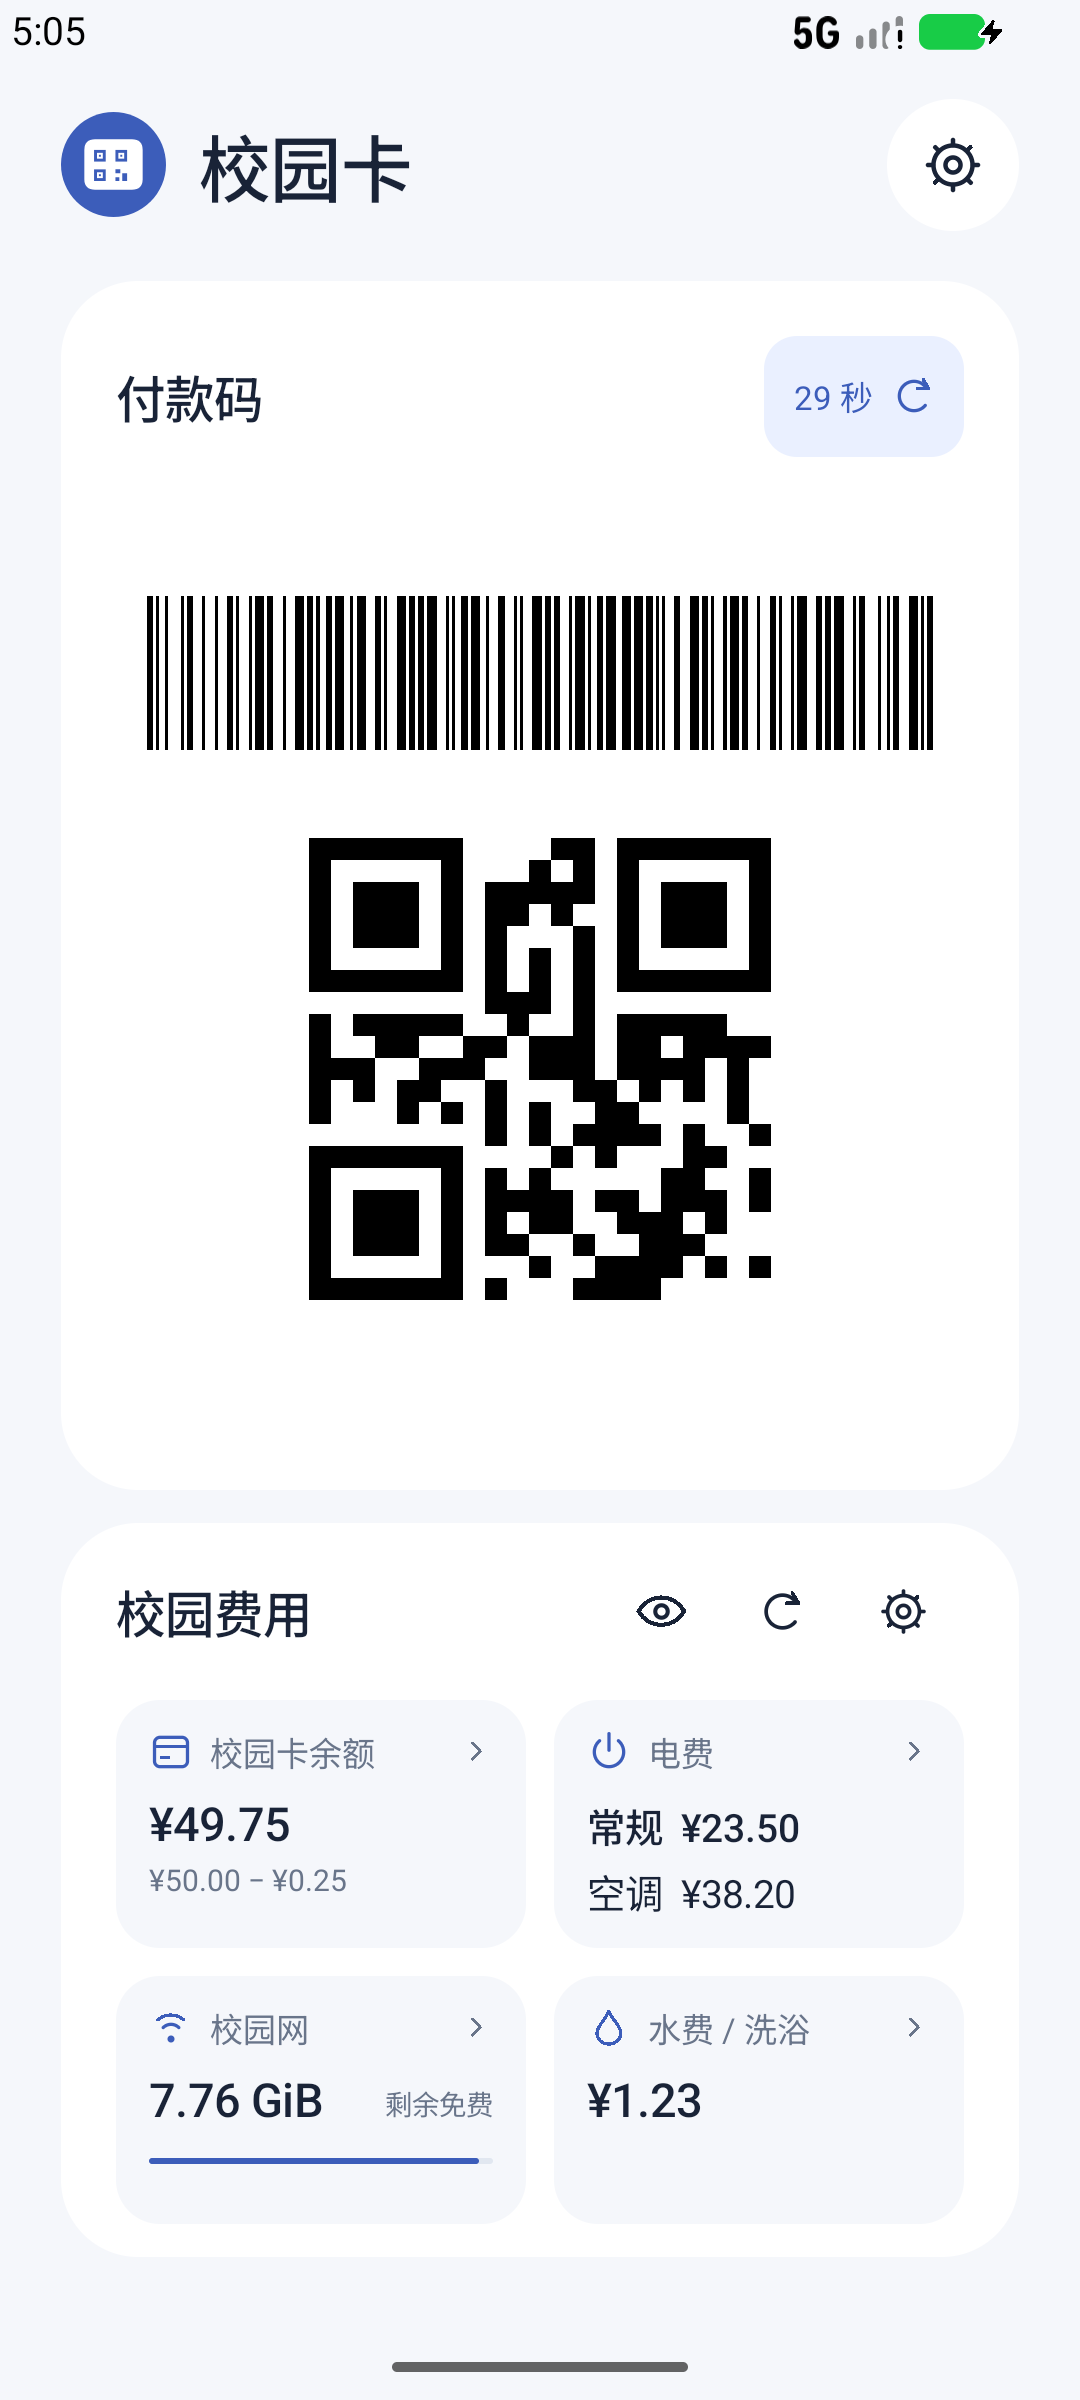 5:05 5G
校园卡
付款码 29 秒
校园费用
校园卡余额
¥49.75
¥50.00 − ¥0.25
电费
常规 ¥23.50
空调 ¥38.20
校园网
7.76 GiB 剩余免费
水费 / 洗浴
¥1.23